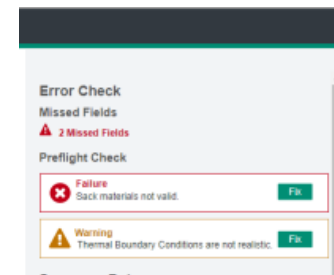 Error Check
Missed Fields
2 Missed Fields
Preflight Check
Failure
Sack materials not valid.
Fix
Warning
Thermal Boundary Conditions are not realistic.
Fix